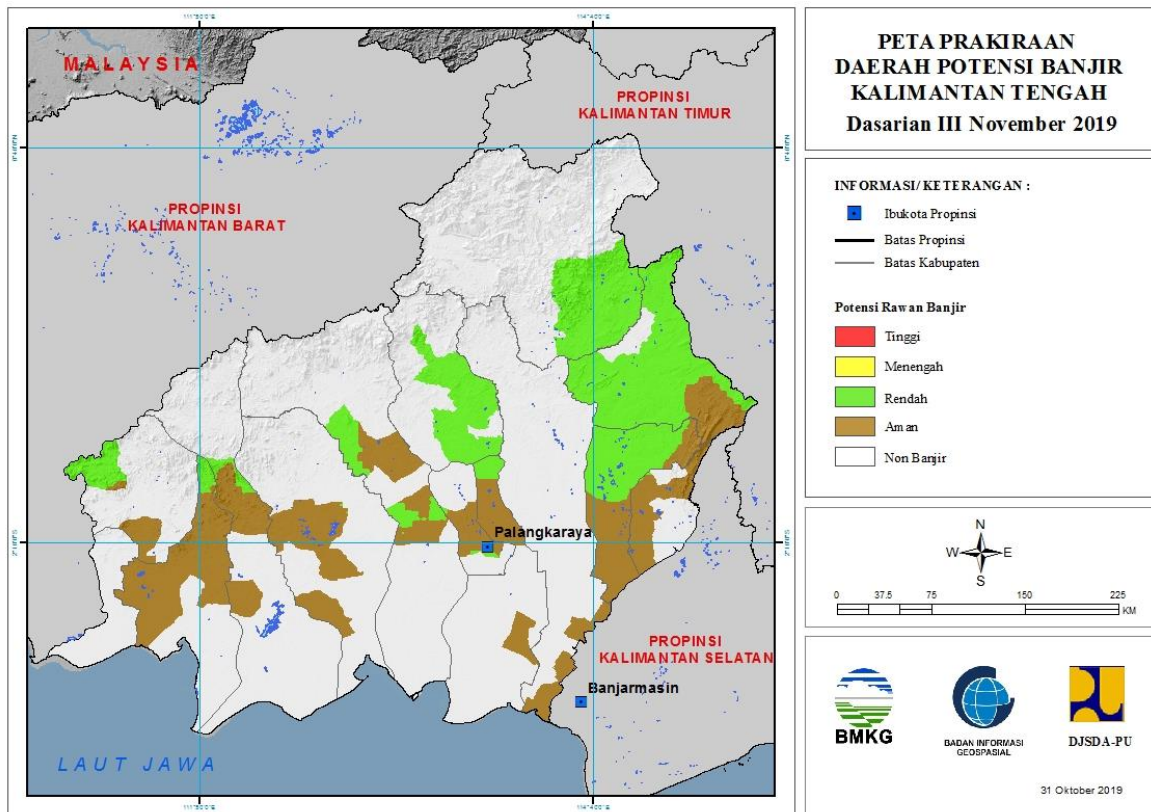 MALAYSIA
PROPINSI
KALIMANTAN TIMUR
PROPINSI
KALIMANTAN BARAT
Palangkaraya
PROPINSI
KALIMANTAN SELATAN
Banjarmasin
LAUT JAWA
PETA PRAKIRAAN
DAERAH POTENSI BANJIR
KALIMANTAN TENGAH
Dasarian III November 2019
INFORMASI/KETERANGAN :
Ibukota Propinsi
Batas Propinsi
Batas Kabupaten
Potensi Rawan Banjir
Tinggi
Menengah
Rendah
Aman
Non Banjir
N
W E
S
0 37.5 75 150 225
KM
BMKG
BADAN INFORMASI
GEOSPASIAL
DJSDA-PU
31 Oktober 2019